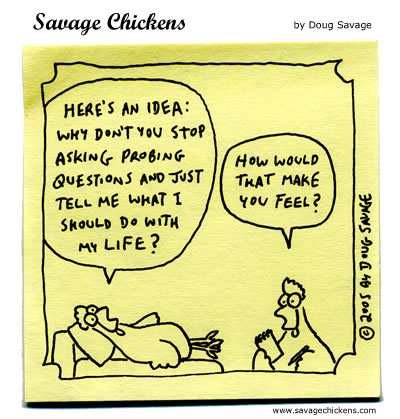 Savage Chickens
by Doug Savage
HERE'S AN IDEA:
WHY DON'T YOU STOP
ASKING PROBING
QUESTIONS AND JUST
TELL ME WHAT I
SHOULD DO WITH
MY LIFE?
HOW WOULD
THAT MAKE
YOU FEEL?
© 2005 BY DOUG SAVAGE
www.savagechickens.com